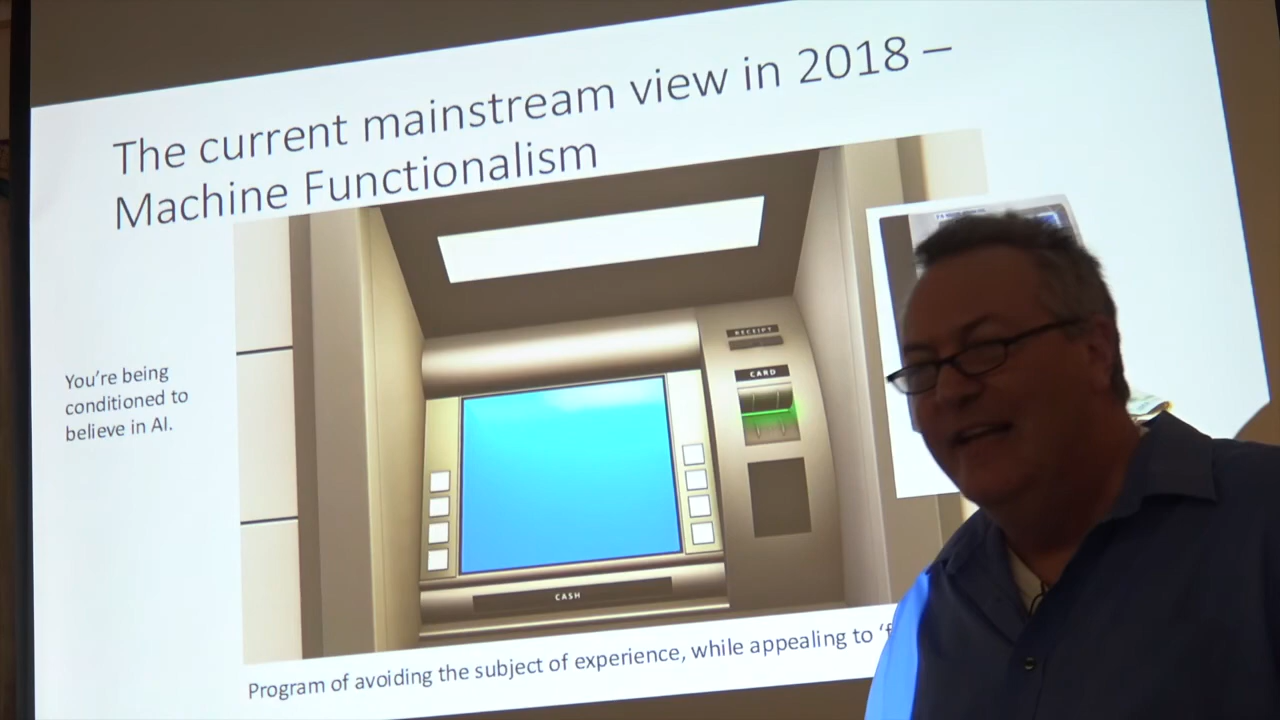 The current mainstream view in 2018 –
Machine Functionalism
You're being
conditioned to
believe in AI.
RECEIPT
CARD
CASH
Program of avoiding the subject of experience, while appealing to